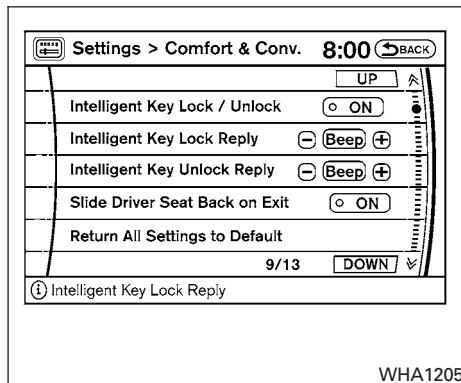 Settings > Comfort & Conv. 8:00 BACK
UP
Intelligent Key Lock / Unlock ON
Intelligent Key Lock Reply − Beep +
Intelligent Key Unlock Reply − Beep +
Slide Driver Seat Back on Exit ON
Return All Settings to Default
9/13 DOWN
i Intelligent Key Lock Reply
WHA1205